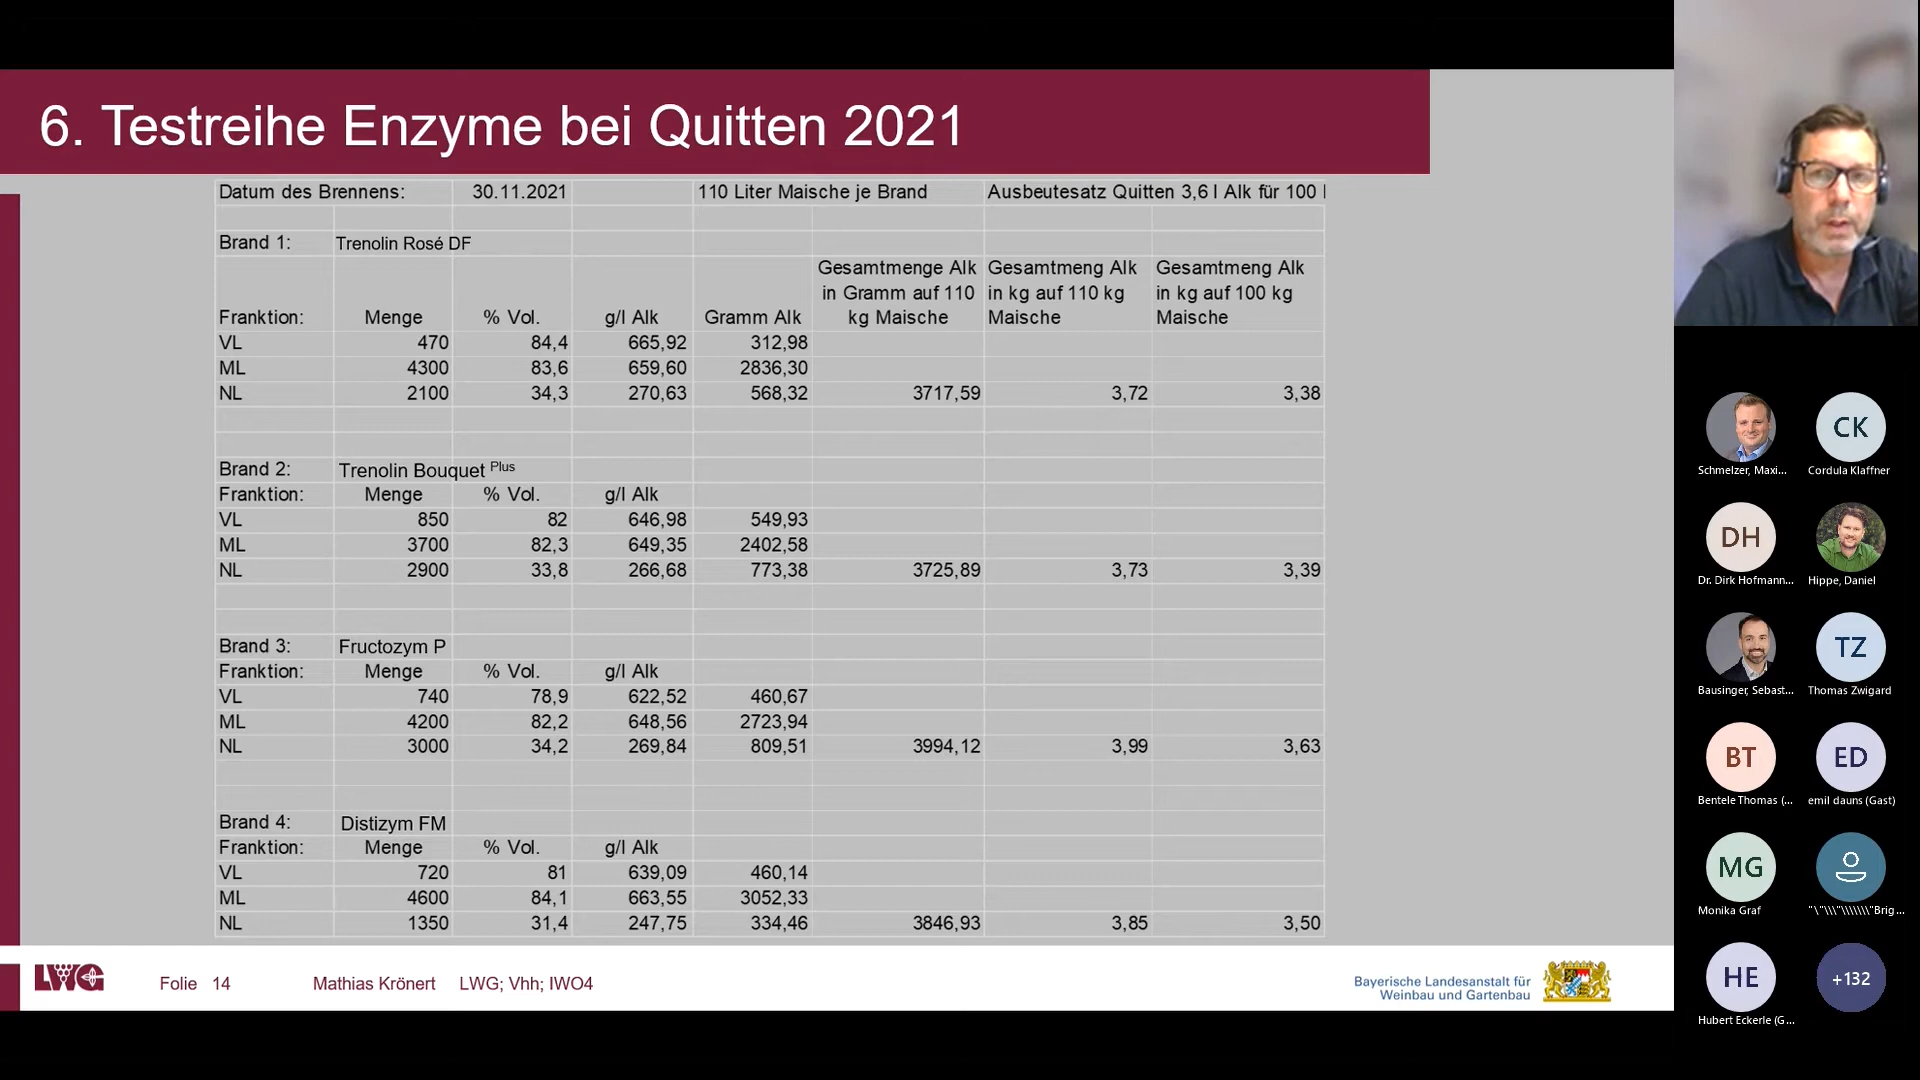 6. Testreihe Enzyme bei Quitten 2021
Datum des Brennens: 30.11.2021 110 Liter Maische je Brand Ausbeutesatz Quitten 3,6 l Alk für 100
Brand 1: Trenolin Rosé DF
Gesamtmenge Alk in Gramm auf 110 kg Maische
Gesamtmeng Alk in kg auf 110 kg Maische
Gesamtmeng Alk in kg auf 100 kg Maische
Franktion: Menge % Vol. g/l Alk Gramm Alk
VL 470 84,4 665,92 312,98
ML 4300 83,6 659,60 2836,30
NL 2100 34,3 270,63 568,32 3717,59 3,72 3,38
Brand 2: Trenolin Bouquet Plus
Franktion: Menge % Vol. g/l Alk
VL 850 82 646,98 549,93
ML 3700 82,3 649,35 2402,58
NL 2900 33,8 266,68 773,38 3725,89 3,73 3,39
Brand 3: Fructozym P
Franktion: Menge % Vol. g/l Alk
VL 740 78,9 622,52 460,67
ML 4200 82,2 648,56 2723,94
NL 3000 34,2 269,84 809,51 3994,12 3,99 3,63
Brand 4: Distizym FM
Franktion: Menge % Vol. g/l Alk
VL 720 81 639,09 460,14
ML 4600 84,1 663,55 3052,33
NL 1350 31,4 247,75 334,46 3846,93 3,85 3,50
LWG Folie 14 Mathias Krönert LWG; Vhh; IWO4
Bayerische Landesanstalt für
Weinbau und Gartenbau
CK
Schmelzer, Maxi... Cordula Klaffner
DH
Dr. Dirk Hofmann... Hippe, Daniel
TZ
Bausinger, Sebast... Thomas Zwigard
BT ED
Bentele Thomas (... emil dauns (Gast)
MG
Monika Graf "\"\\\"\\\\\\\"Brig...
HE +132
Hubert Eckerle (G...